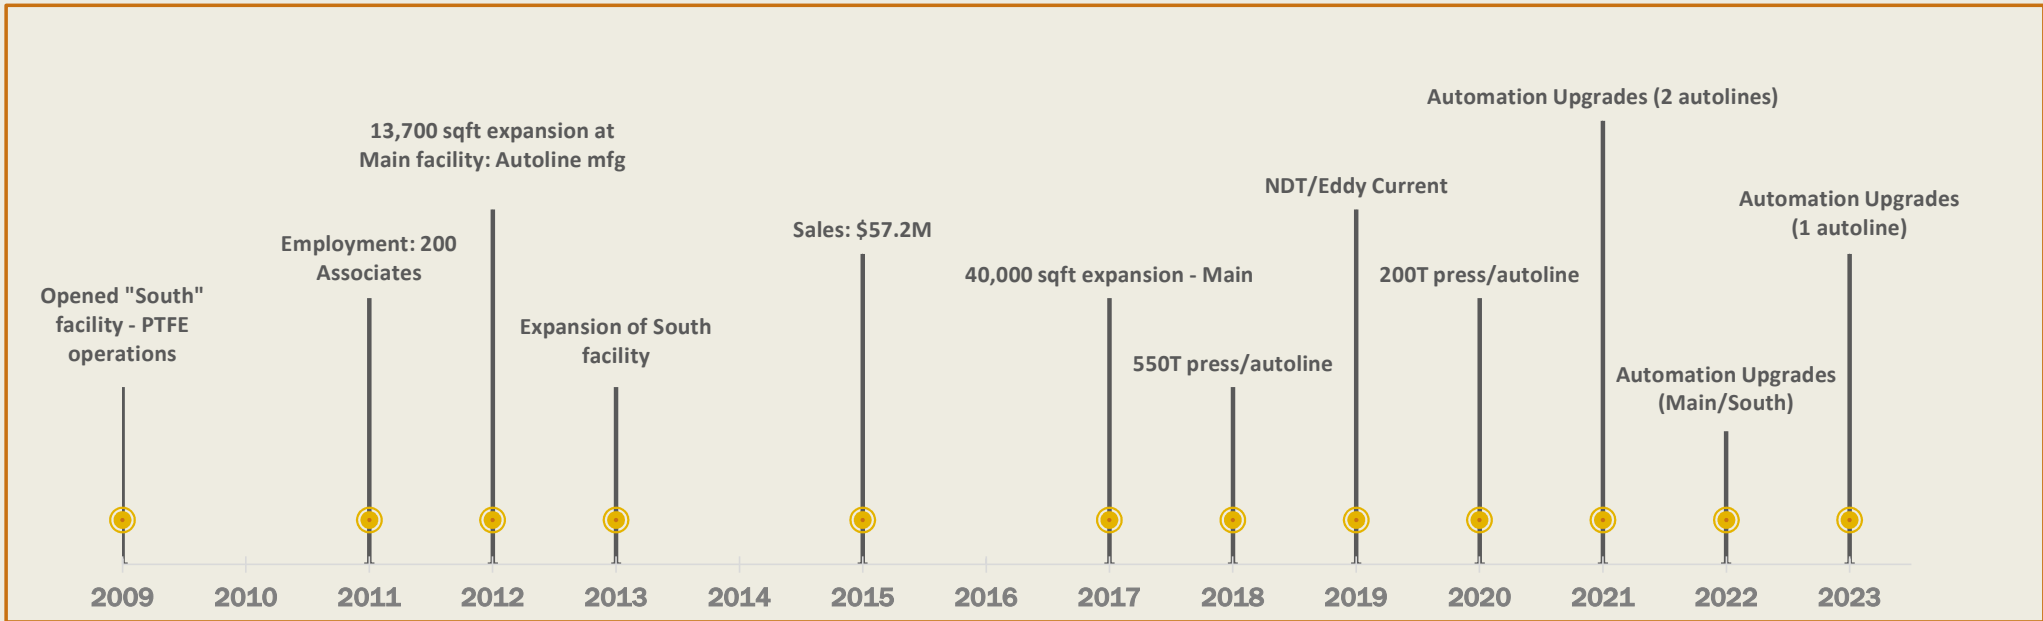 Opened "South"
facility - PTFE
operations
Employment: 200
Associates
13,700 sqft expansion at
Main facility: Autoline mfg
Expansion of South
facility
Sales: $57.2M
40,000 sqft expansion - Main
550T press/autoline
NDT/Eddy Current
200T press/autoline
Automation Upgrades (2 autolines)
Automation Upgrades
(Main/South)
Automation Upgrades
(1 autoline)
2009 2010 2011 2012 2013 2014 2015 2016 2017 2018 2019 2020 2021 2022 2023